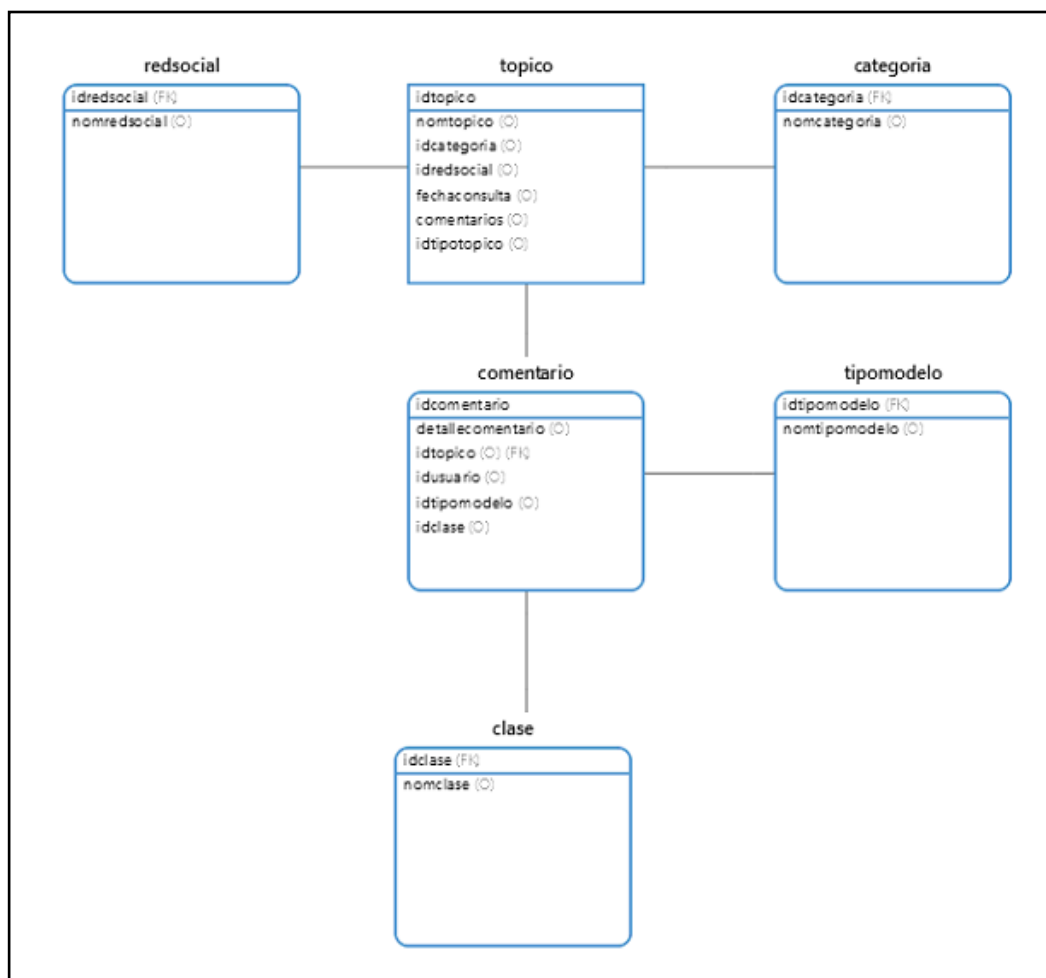 redsocial
idredsocial (FK)
nomredsocial (O)
topico
idtopico
nomtopico (O)
idcategoria (O)
idredsocial (O)
fechaconsulta (O)
comentarios (O)
idtipotopico (O)
categoria
idcategoria (FK)
nomcategoria (O)
comentario
idcomentario
detallecomentario (O)
idtopico (O) (FK)
idusuario (O)
idtipomodelo (O)
idclase (O)
tipomodelo
idtipomodelo (FK)
nomtipomodelo (O)
clase
idclase (FK)
nomclase (O)